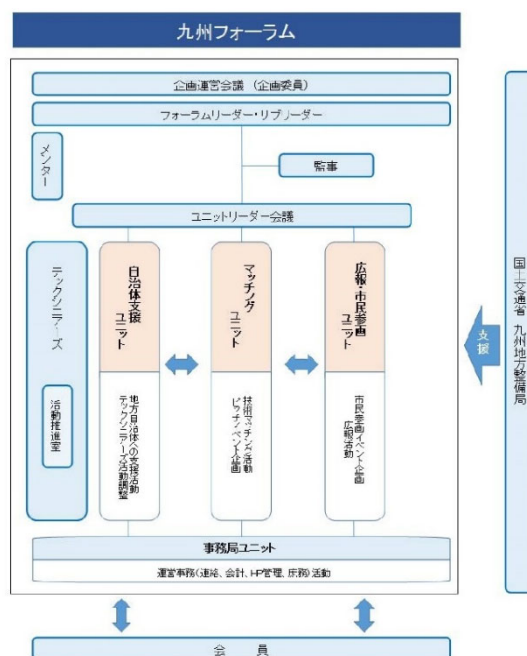 九州フォーラム
企画運営会議 (企画委員)
フォーラムリーダー・リブリーダー
メンター
監事
ユニットリーダー会議
テックシニアーズ
活動推進室
自治体支援
ユニット
地方自治体への支援活動
テックシニアーズ活動調整
マッチング
ユニット
技術マッチング活動
ピッチイベント企画
広報・市民参画
ユニット
市民参画イベント企画
広報活動
支援
国土交通省 九州地方整備局
事務局ユニット
運営事務(連絡、会計、HP管理、庶務)活動
会 員